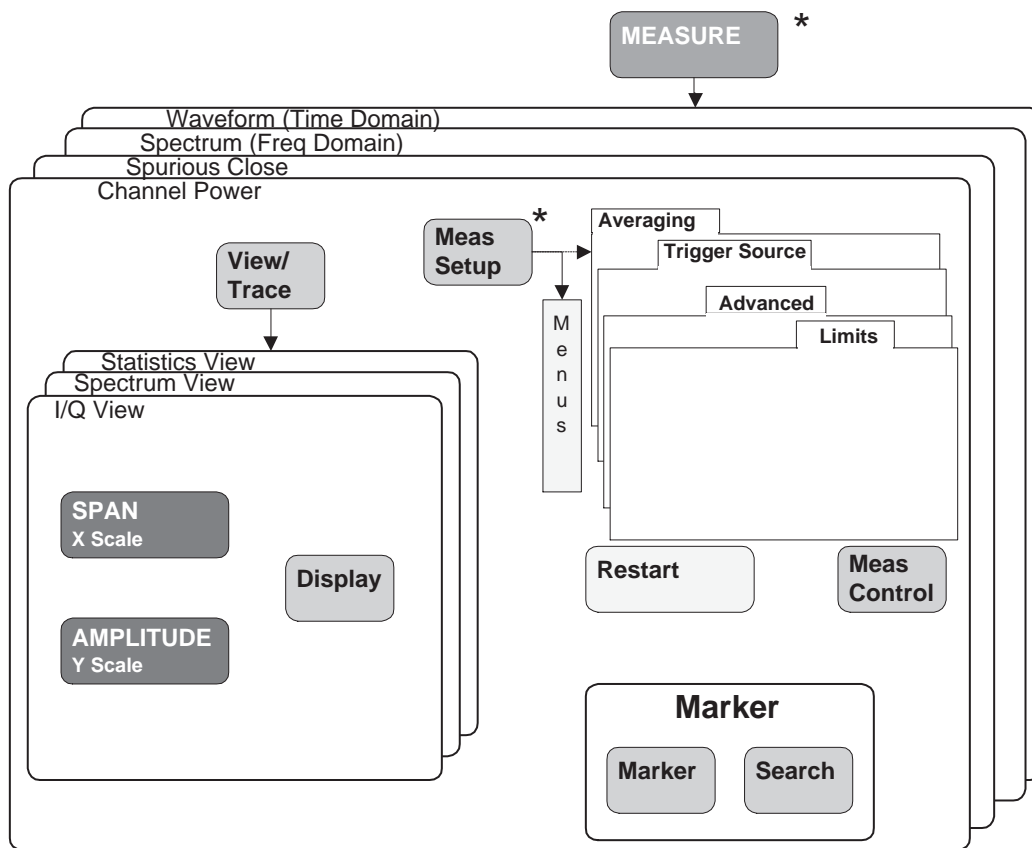 MEASURE *
Waveform (Time Domain)
Spectrum (Freq Domain)
Spurious Close
Channel Power
View/
Trace
Statistics View
Spectrum View
I/Q View
SPAN
X Scale
AMPLITUDE
Y Scale
Display
Meas
Setup
*
Menus
Averaging
Trigger Source
Advanced
Limits
Restart
Meas
Control
Marker
Marker
Search